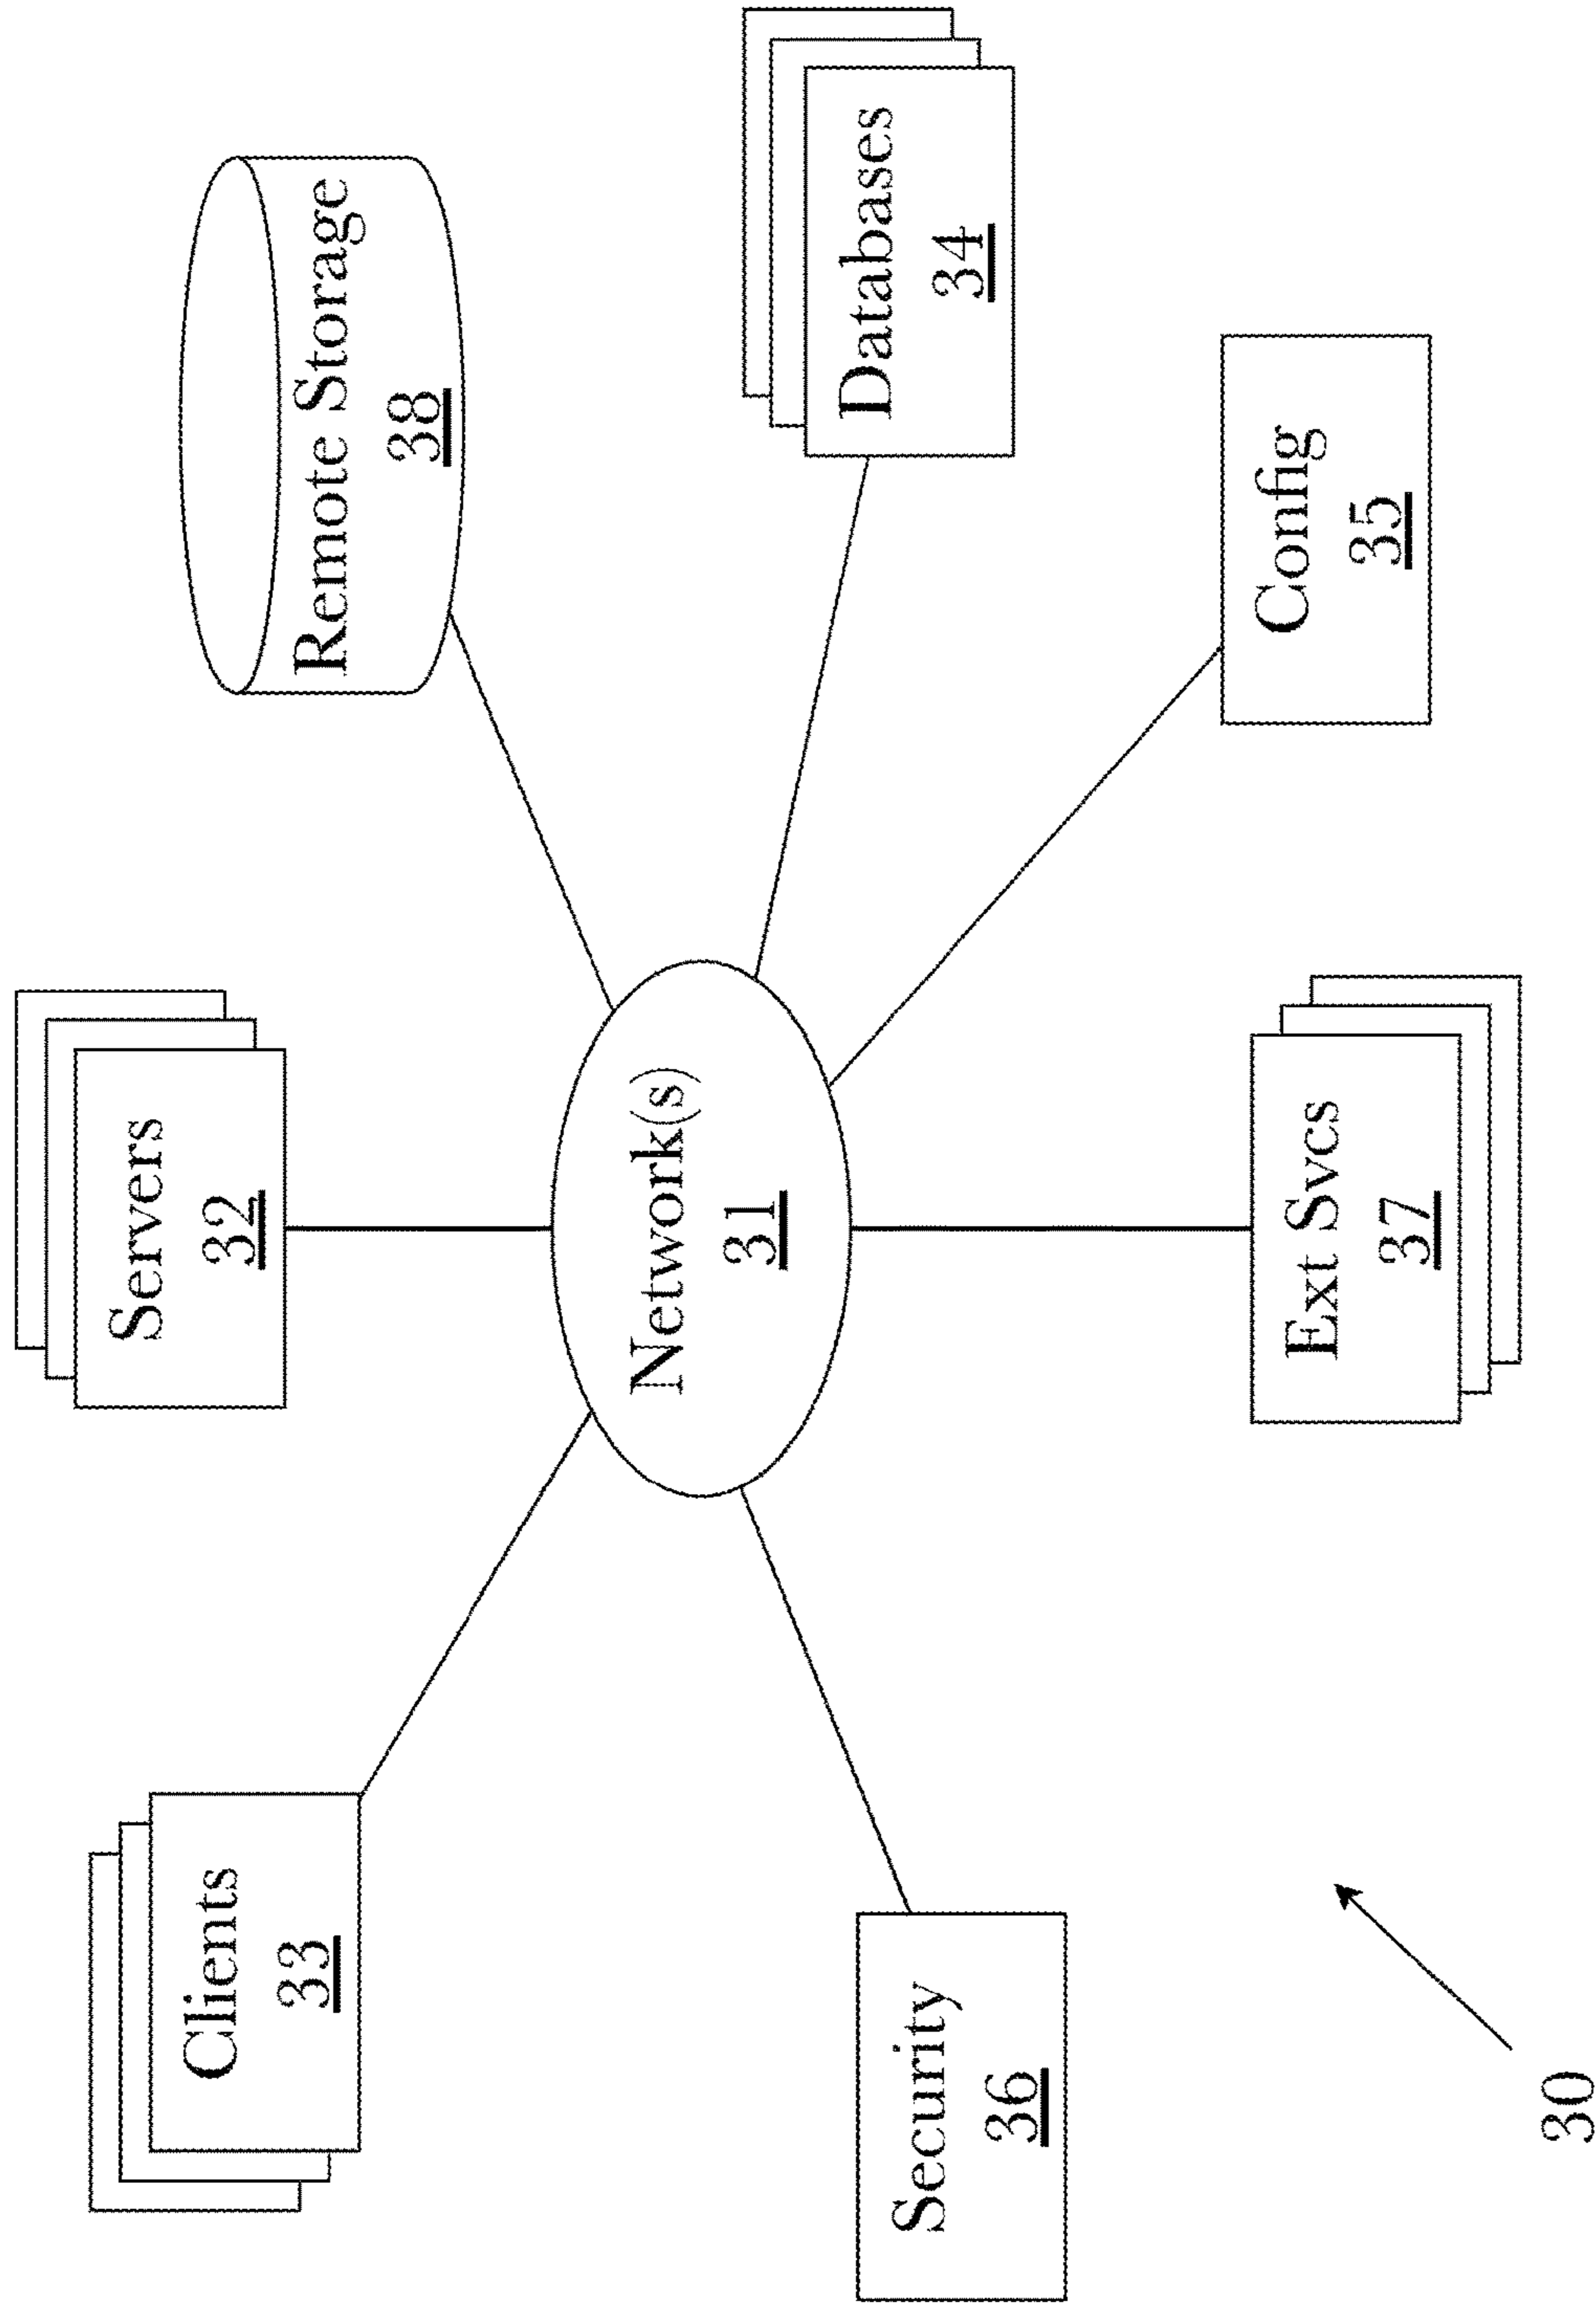 Servers
32
Remote Storage
38
Clients
33
Network(s)
31
Databases
34
Security
36
Ext Svcs
37
Config
35
30